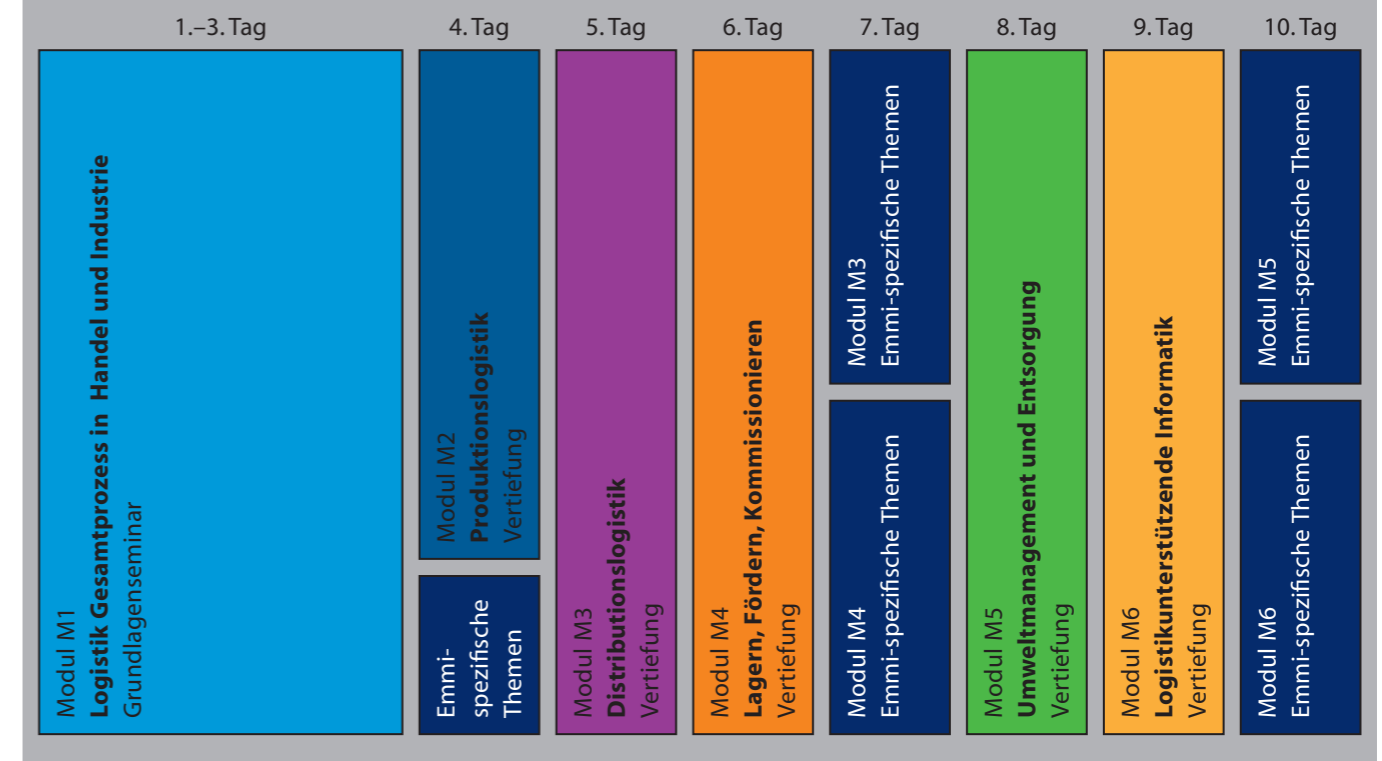 1.–3. Tag
4. Tag
5. Tag
6. Tag
7. Tag
8. Tag
9. Tag
10. Tag
Modul M1
Logistik Gesamtprozess in Handel und Industrie
Grundlagenseminar
Modul M2
Produktionslogistik
Vertiefung
Emmi-
spezifische
Themen
Modul M3
Distributionslogistik
Vertiefung
Modul M4
Lagern, Fördern, Kommissionieren
Vertiefung
Modul M3
Emmi-spezifische Themen
Modul M4
Emmi-spezifische Themen
Modul M5
Umweltmanagement und Entsorgung
Vertiefung
Modul M6
Logistikunterstützende Informatik
Vertiefung
Modul M5
Emmi-spezifische Themen
Modul M6
Emmi-spezifische Themen